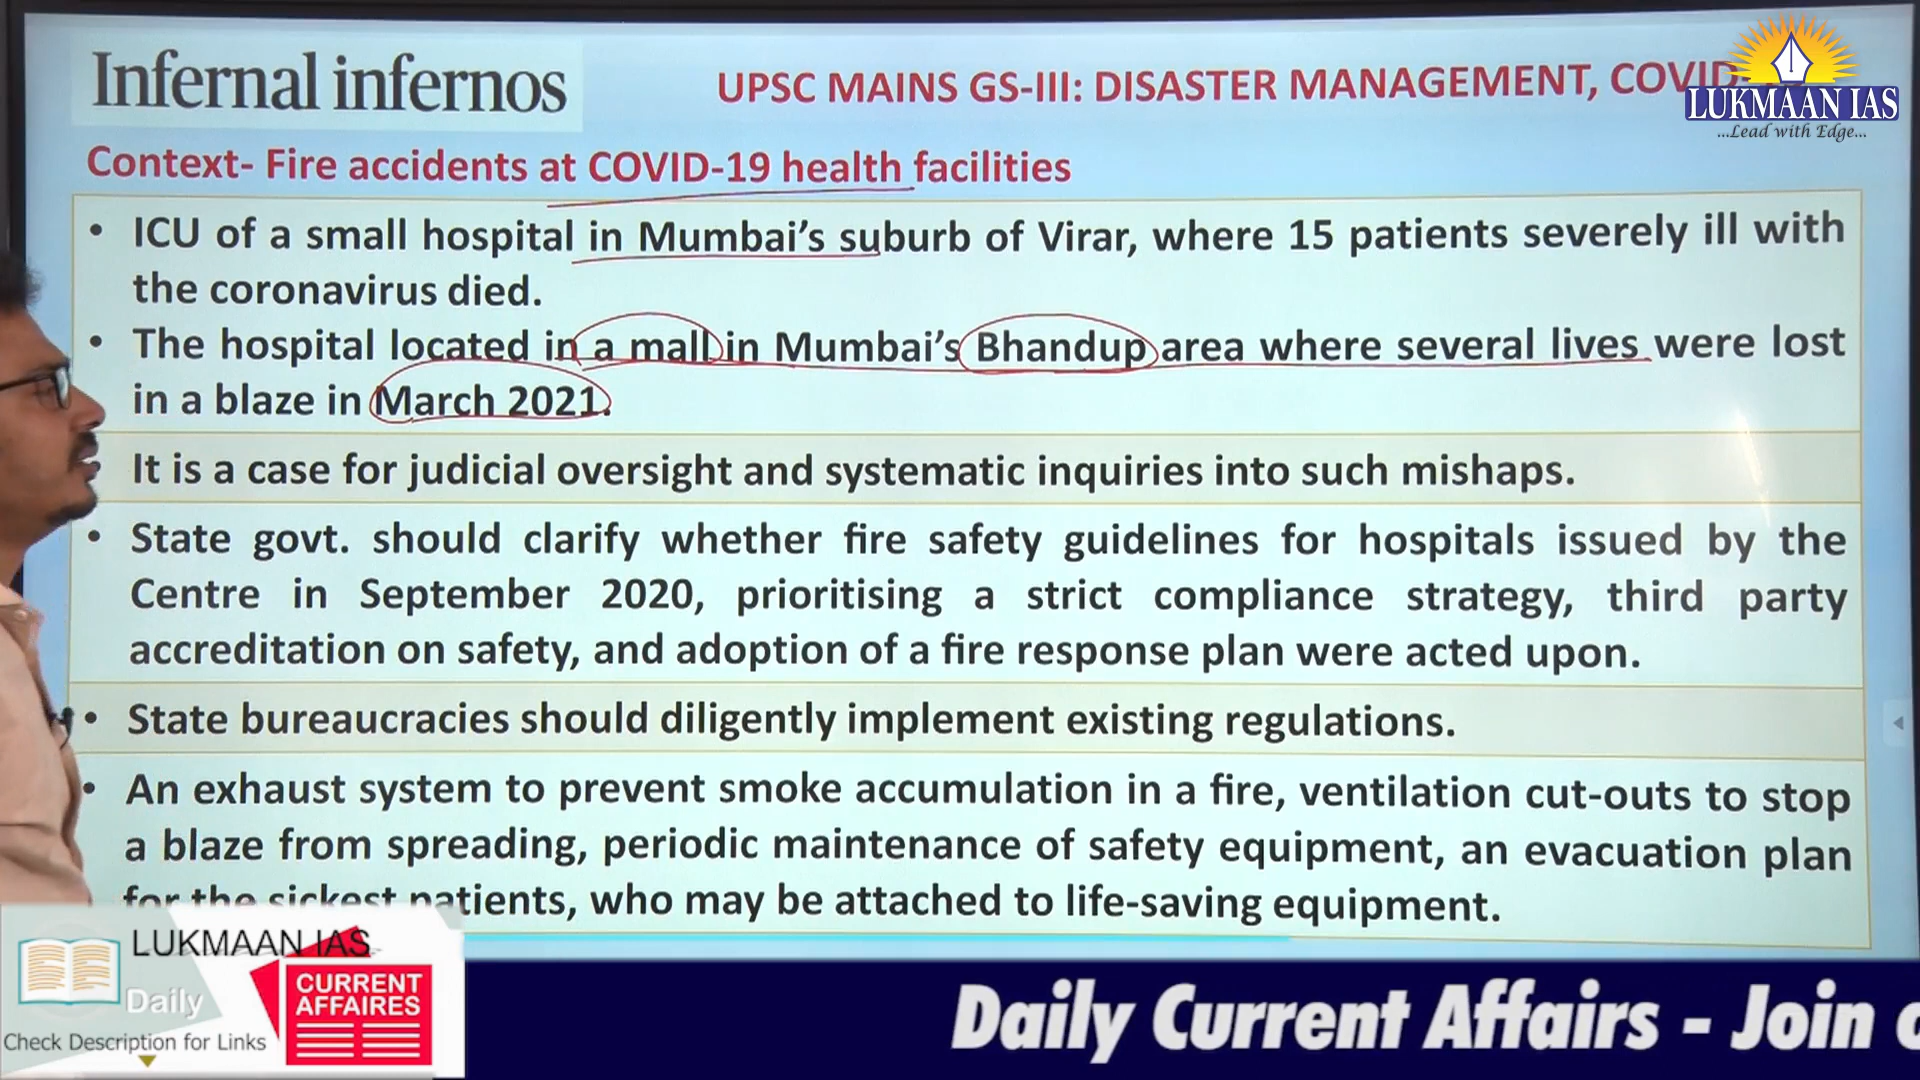 Infernal infernos
UPSC MAINS GS-III: DISASTER MANAGEMENT, COVID-
LUKMAAN IAS
...Lead with Edge...
Context- Fire accidents at COVID-19 health facilities
• ICU of a small hospital in Mumbai's suburb of Virar, where 15 patients severely ill with
the coronavirus died.
• The hospital located in a mall in Mumbai's Bhandup area where several lives were lost
in a blaze in March 2021.
It is a case for judicial oversight and systematic inquiries into such mishaps.
• State govt. should clarify whether fire safety guidelines for hospitals issued by the
Centre in September 2020, prioritising a strict compliance strategy, third party
accreditation on safety, and adoption of a fire response plan were acted upon.
• State bureaucracies should diligently implement existing regulations.
• An exhaust system to prevent smoke accumulation in a fire, ventilation cut-outs to stop
a blaze from spreading, periodic maintenance of safety equipment, an evacuation plan
for the sickest patients, who may be attached to life-saving equipment.
LUKMAAN IAS
Daily
CURRENT
AFFAIRES
Check Description for Links
Daily Current Affairs - Join